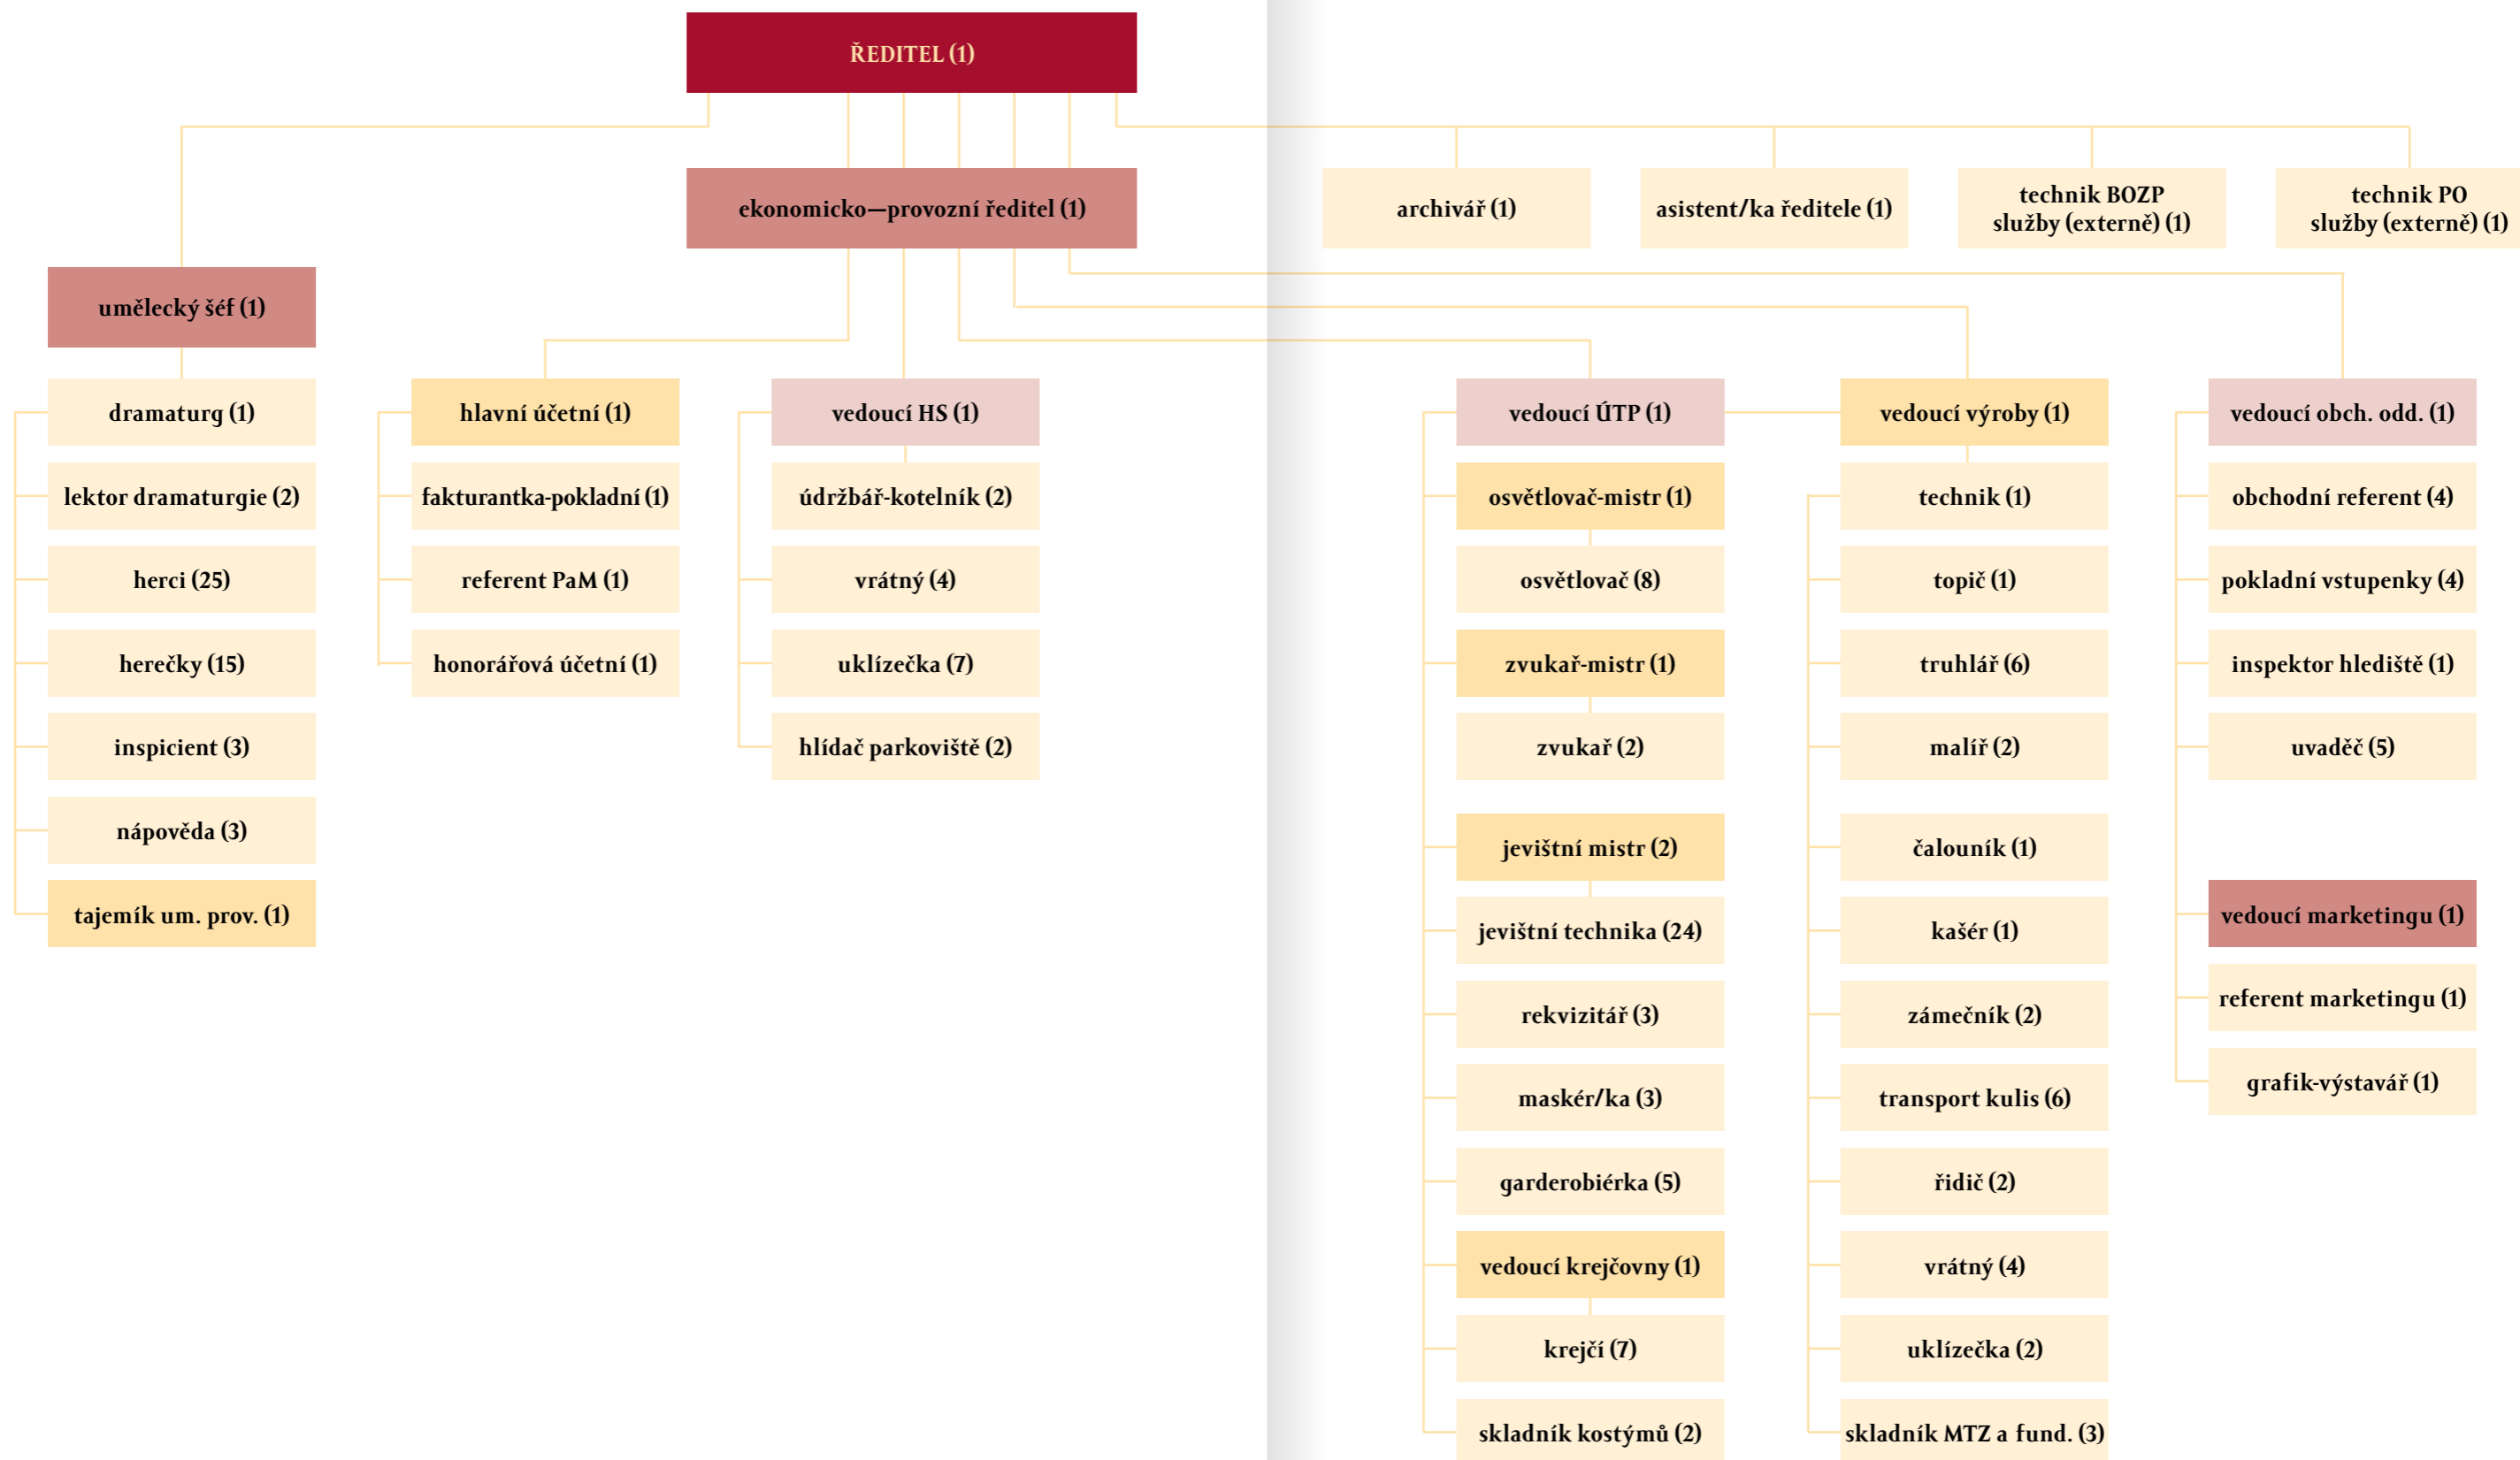 ŘEDITEL (1)
ekonomicko—provozní ředitel (1)
archivář (1)
asistent/ka ředitele (1)
technik BOZP
služby (externě) (1)
technik PO
služby (externě) (1)
umělecký šéf (1)
dramaturg (1)
lektor dramaturgie (2)
herci (25)
herečky (15)
inspicient (3)
nápověda (3)
tajemík um. prov. (1)
hlavní účetní (1)
fakturantka-pokladní (1)
referent PaM (1)
honorářová účetní (1)
vedoucí HS (1)
údržbář-kotelník (2)
vrátný (4)
uklízečka (7)
hlídač parkoviště (2)
vedoucí ÚTP (1)
osvětlovač-mistr (1)
osvětlovač (8)
zvukař-mistr (1)
zvukař (2)
jevištní mistr (2)
jevištní technika (24)
rekvizitář (3)
maskér/ka (3)
garderobiérka (5)
vedoucí krejčovny (1)
krejčí (7)
skladník kostýmů (2)
vedoucí výroby (1)
technik (1)
topič (1)
truhlář (6)
malíř (2)
čalouník (1)
kašér (1)
zámečník (2)
transport kulis (6)
řidič (2)
vrátný (4)
uklízečka (2)
skladník MTZ a fund. (3)
vedoucí obch. odd. (1)
obchodní referent (4)
pokladní vstupenky (4)
inspektor hlediště (1)
uvaděč (5)
vedoucí marketingu (1)
referent marketingu (1)
grafik-výstavář (1)